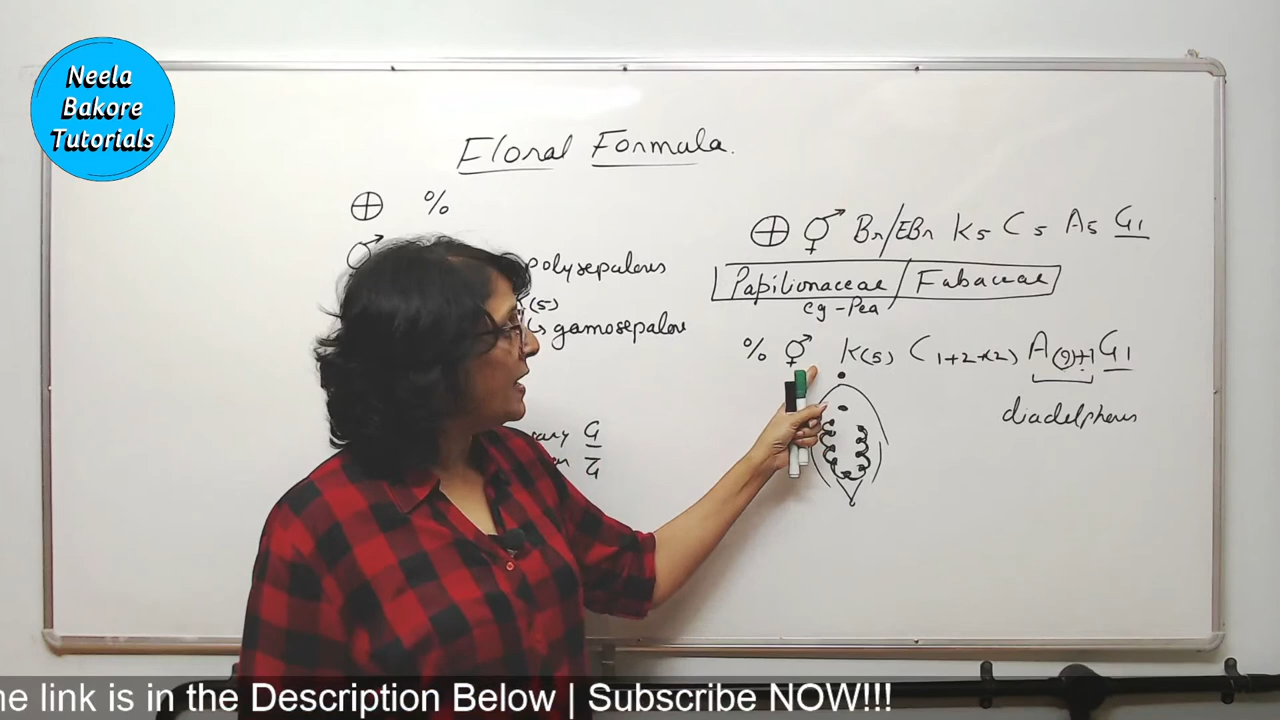 Neela
Bakore
Tutorials
Floral Formula.
⊕ %
polysepalous
(5)
gamosepalous
G
G
⊕ ⚥ Br/EBr K5 C5 A5 G1
Papilionaceae / Fabaceae
eg - Pea
% ⚥ K(5) C1+2+(2) A(9)+1 G1
diadelphous
link is in the Description Below | Subscribe NOW!!!